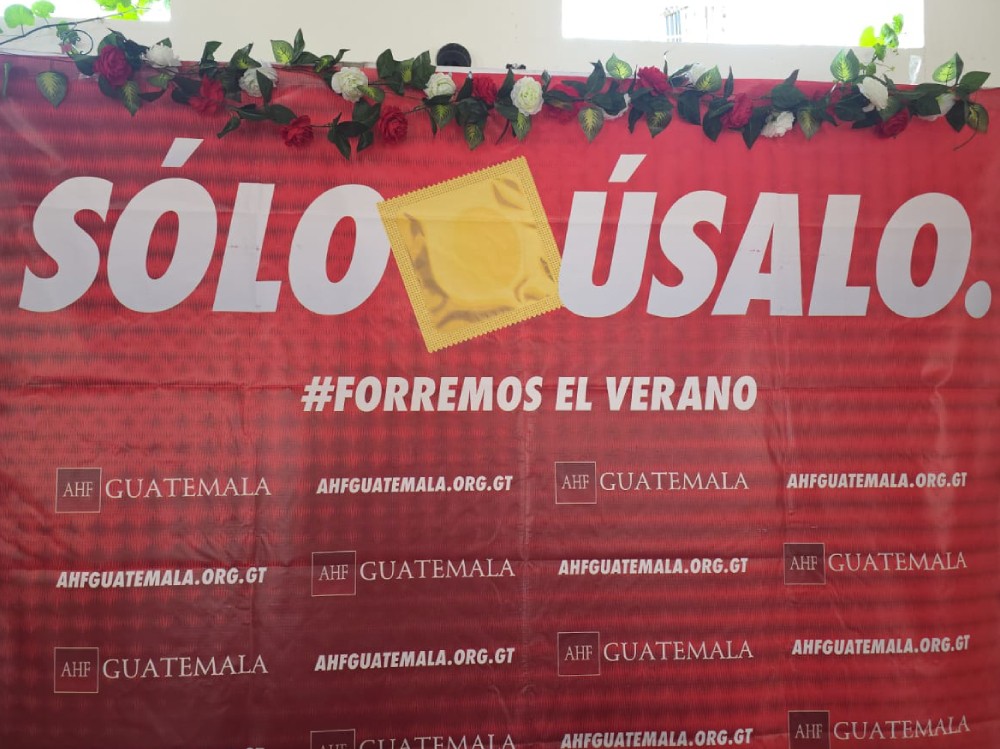 SÓLO ÚSALO.
#FORREMOS EL VERANO
AHF GUATEMALA AHFGUATEMALA.ORG.GT AHF GUATEMALA AHFGUATEMALA.ORG.GT
AHFGUATEMALA.ORG.GT AHF GUATEMALA AHFGUATEMALA.ORG.GT AHF GUATEMALA
AHF GUATEMALA AHFGUATEMALA.ORG.GT AHF GUATEMALA AHFGUATEMALA.ORG.GT
AHF GUATEMALA AHFGUATEMALA.ORG.GT AHF GUATEMALA